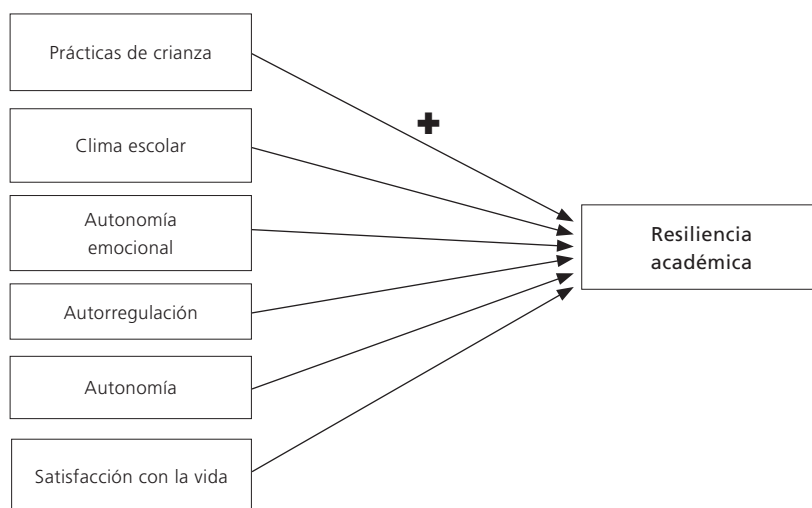 Prácticas de crianza
Clima escolar
Autonomía
emocional
Autorregulación
Autonomía
Satisfacción con la vida
+
Resiliencia
académica